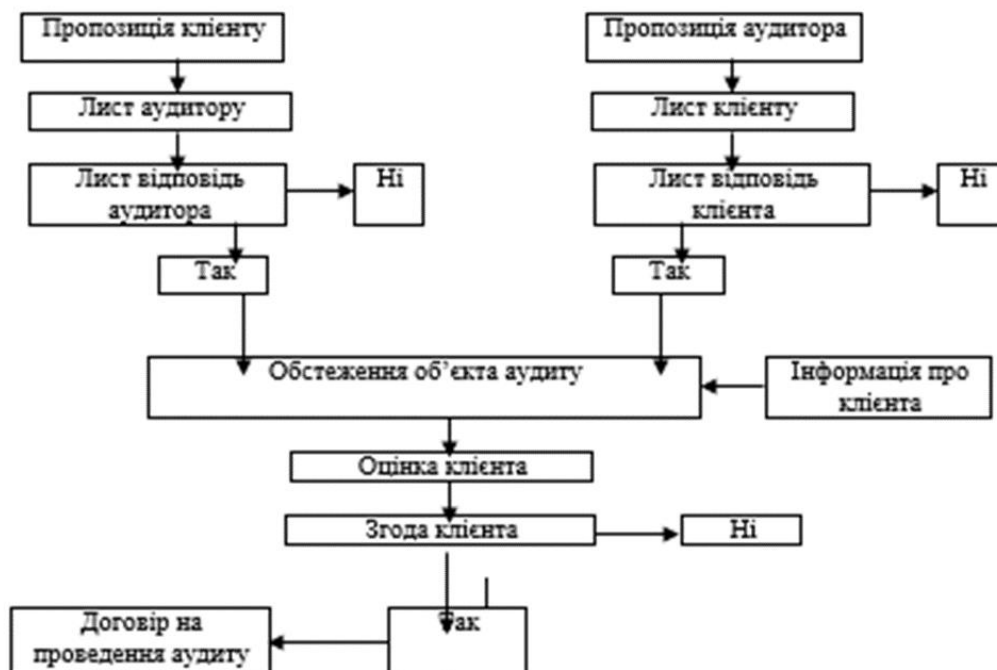 Пропозиція клієнту
Пропозиція аудитора
Лист аудитору
Лист клієнту
Лист відповідь
аудитора
Ні
Лист відповідь
клієнта
Ні
Так
Так
Обстеження об’єкта аудиту
Інформація про
клієнта
Оцінка клієнта
Згода клієнта
Ні
Договір на
проведення аудиту
Так